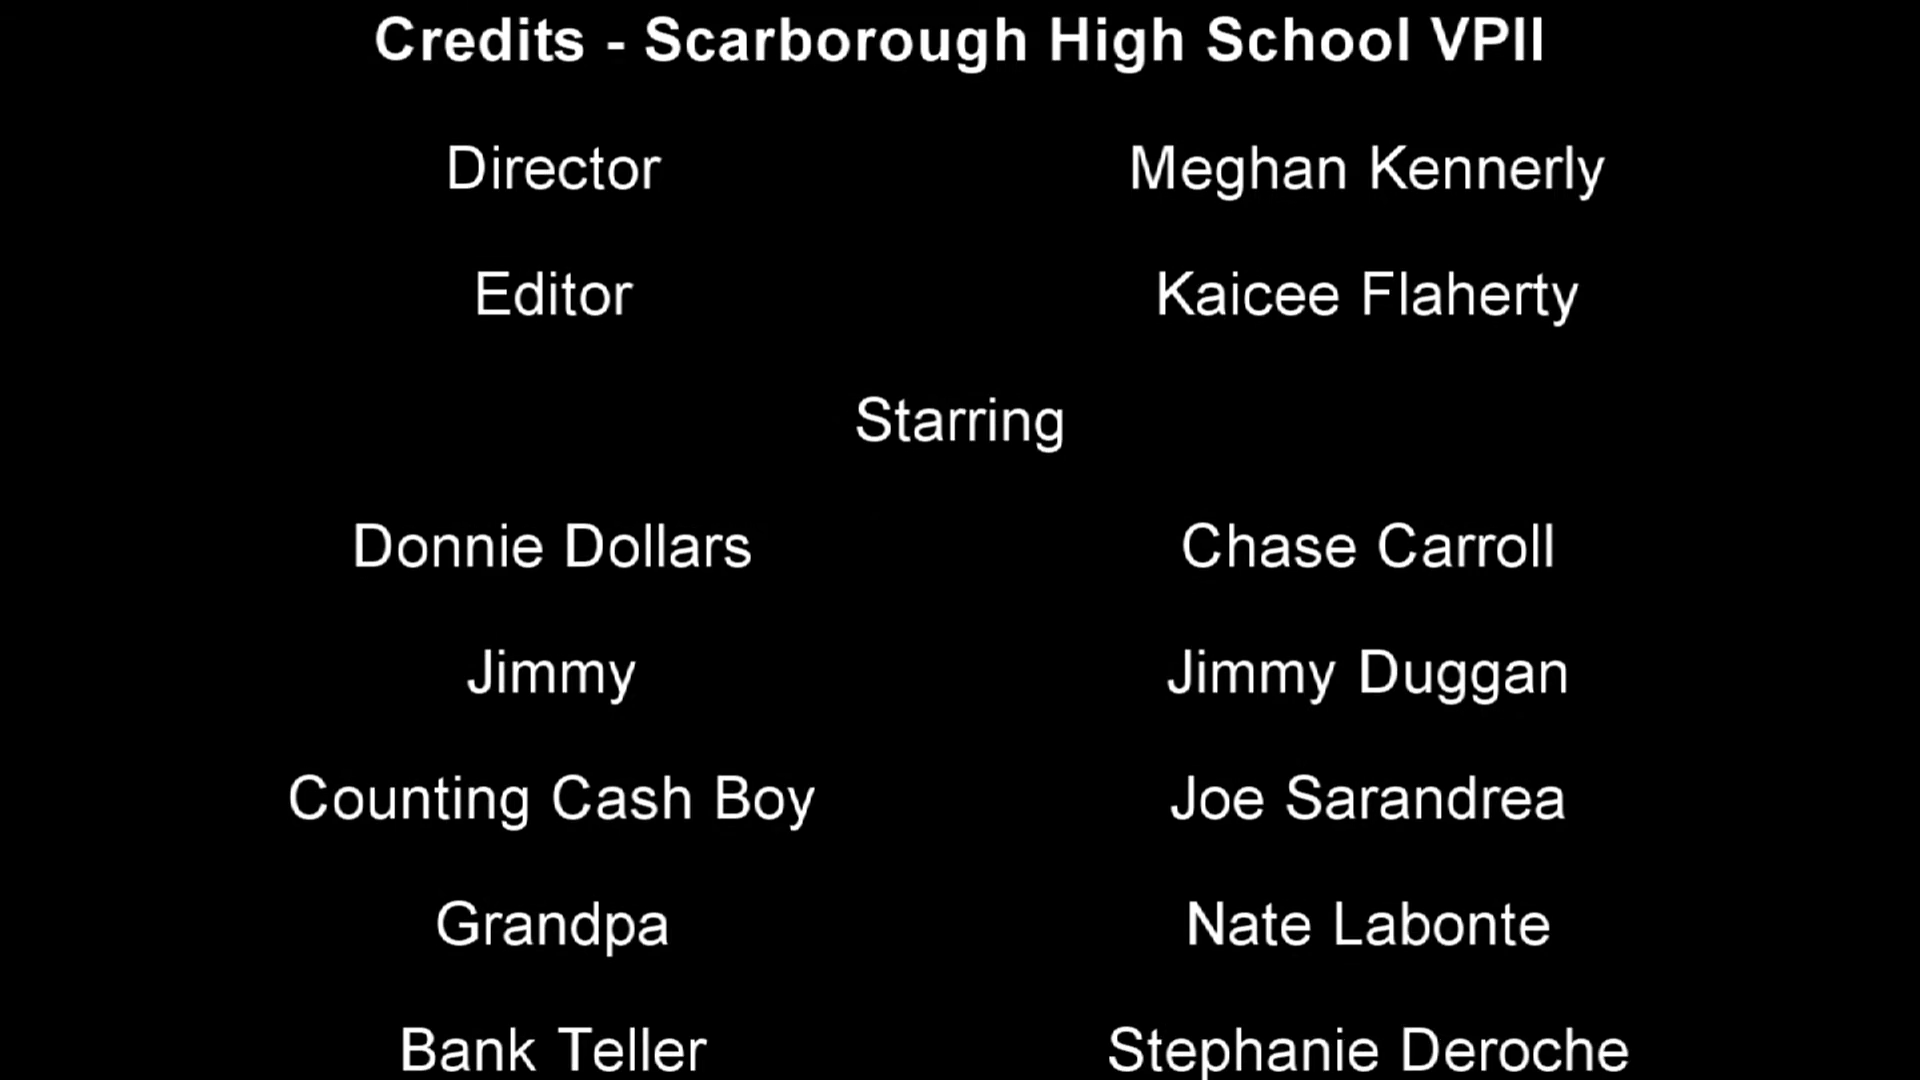 Credits - Scarborough High School VPII
Director Meghan Kennerly
Editor Kaicee Flaherty
Starring
Donnie Dollars Chase Carroll
Jimmy Jimmy Duggan
Counting Cash Boy Joe Sarandrea
Grandpa Nate Labonte
Bank Teller Stephanie Deroche